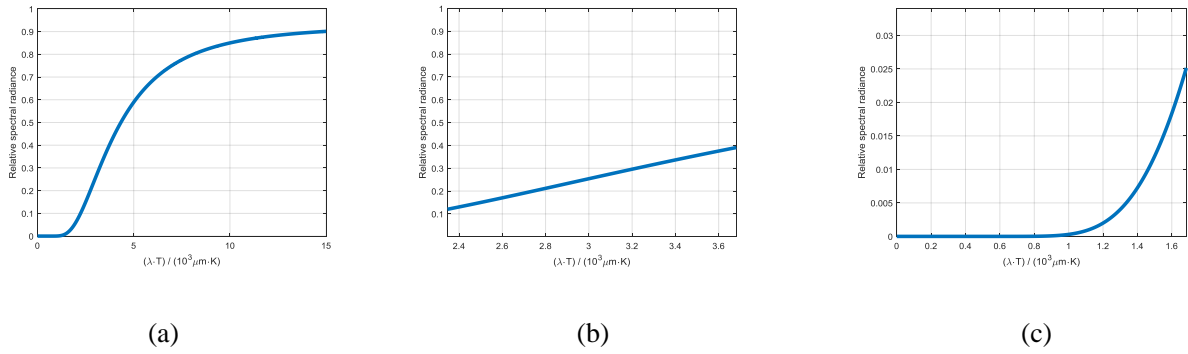 1
0.9
0.8
0.7
0.6
0.5
0.4
0.3
0.2
0.1
0
Relative spectral radiance
0 5 10 15
(λ·T) / (10³μm·K)
(a)
1
0.9
0.8
0.7
0.6
0.5
0.4
0.3
0.2
0.1
Relative spectral radiance
2.4 2.6 2.8 3 3.2 3.4 3.6
(λ·T) / (10³μm·K)
(b)
0.03
0.025
0.02
0.015
0.01
0.005
0
Relative spectral radiance
0 0.2 0.4 0.6 0.8 1 1.2 1.4 1.6
(λ·T) / (10³μm·K)
(c)